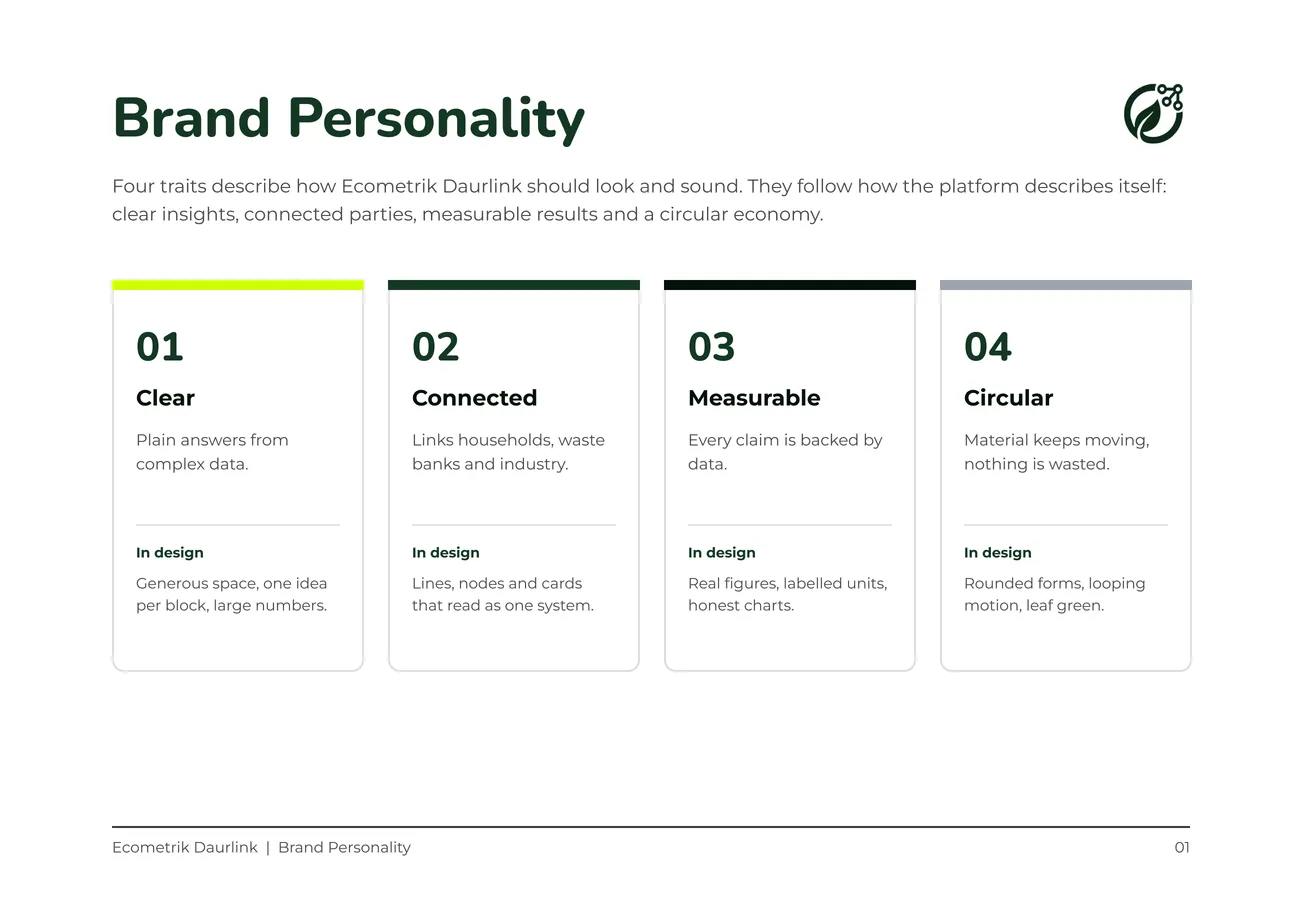 Brand Personality
Four traits describe how Ecometrik Daurlink should look and sound. They follow how the platform describes itself:
clear insights, connected parties, measurable results and a circular economy.
01
Clear
Plain answers from
complex data.
In design
Generous space, one idea
per block, large numbers.
02
Connected
Links households, waste
banks and industry.
In design
Lines, nodes and cards
that read as one system.
03
Measurable
Every claim is backed by
data.
In design
Real figures, labelled units,
honest charts.
04
Circular
Material keeps moving,
nothing is wasted.
In design
Rounded forms, looping
motion, leaf green.
Ecometrik Daurlink | Brand Personality
01